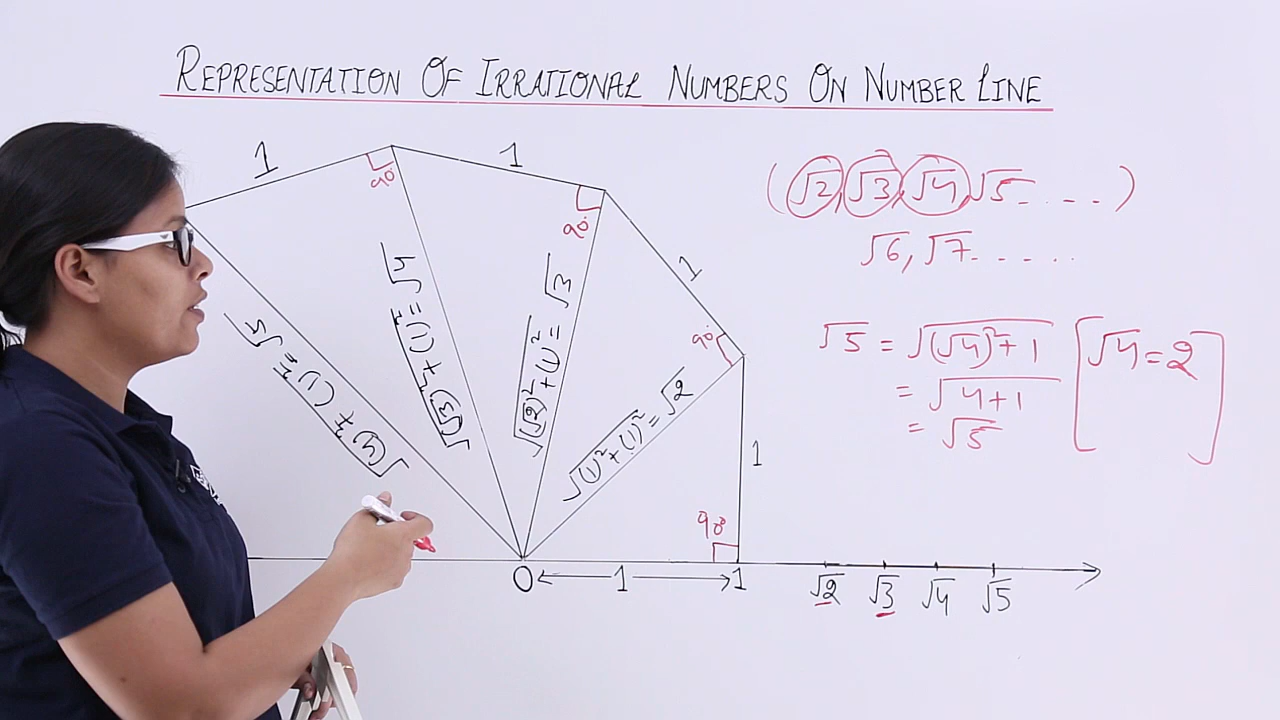 REPRESENTATION OF IRRATIONAL NUMBERS ON NUMBER LINE
1
1
90°
90°
(√2, √3, √4, √5 - - - -)
√6, √7 - - - - - -
1
90°
√5 = √((√4)²+1 [√4 = 2]
= √4+1
= √5
√(4)²+(1)² = √5
√(√3)²+(1)² = √4
√(√2)²+(1)² = √3
√(1)²+(1)² = √2
1
90°
0 ← 1 → 1 √2 √3 √4 √5